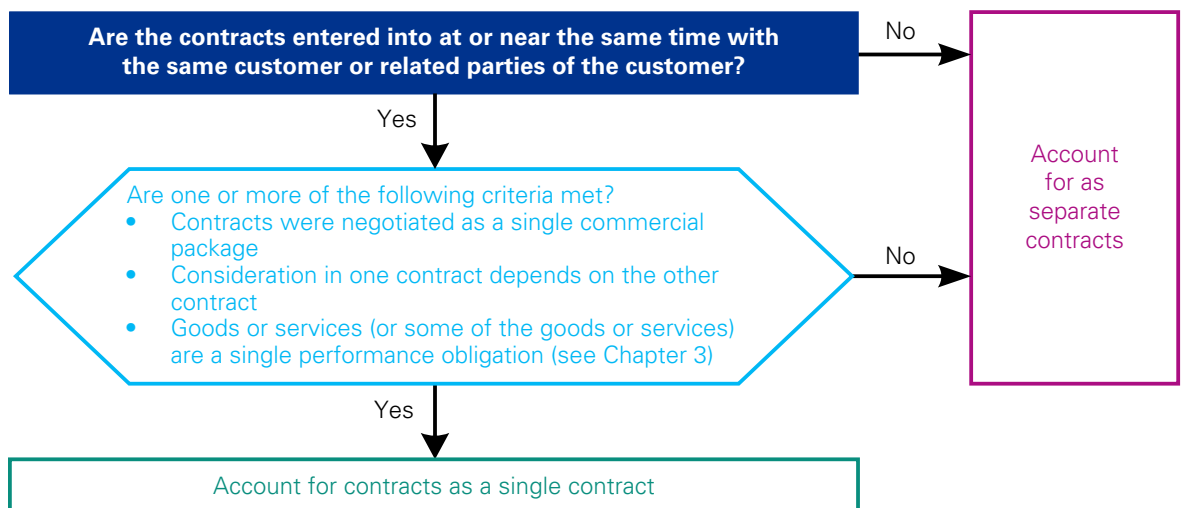 Are the contracts entered into at or near the same time with
the same customer or related parties of the customer?
No
Yes
Are one or more of the following criteria met?
• Contracts were negotiated as a single commercial
package
• Consideration in one contract depends on the other
contract
• Goods or services (or some of the goods or services)
are a single performance obligation (see Chapter 3)
No
Account
for as
separate
contracts
Yes
Account for contracts as a single contract